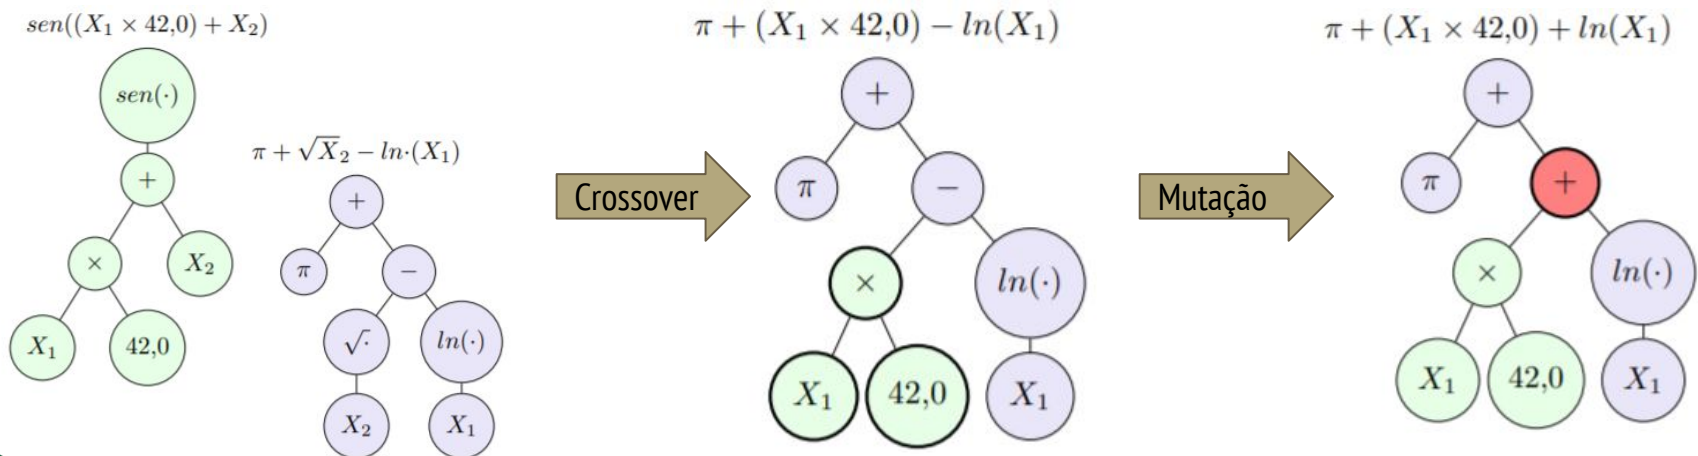 sen((X₁ × 42,0) + X₂)
sen(·)
+
×
X₂
X₁
42,0
π + √X₂ − ln·(X₁)
+
π
−
√·
ln(·)
X₂
X₁
Crossover
π + (X₁ × 42,0) − ln(X₁)
+
π
−
×
ln(·)
X₁
42,0
X₁
Mutação
π + (X₁ × 42,0) + ln(X₁)
+
π
+
×
ln(·)
X₁
42,0
X₁